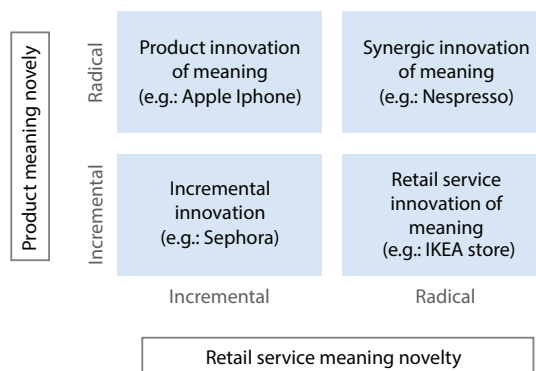 Product meaning novely
Radical
Product innovation
of meaning
(e.g.: Apple Iphone)
Synergic innovation
of meaning
(e.g.: Nespresso)
Incremental
Incremental
innovation
(e.g.: Sephora)
Retail service
innovation of
meaning
(e.g.: IKEA store)
Incremental
Radical
Retail service meaning novelty